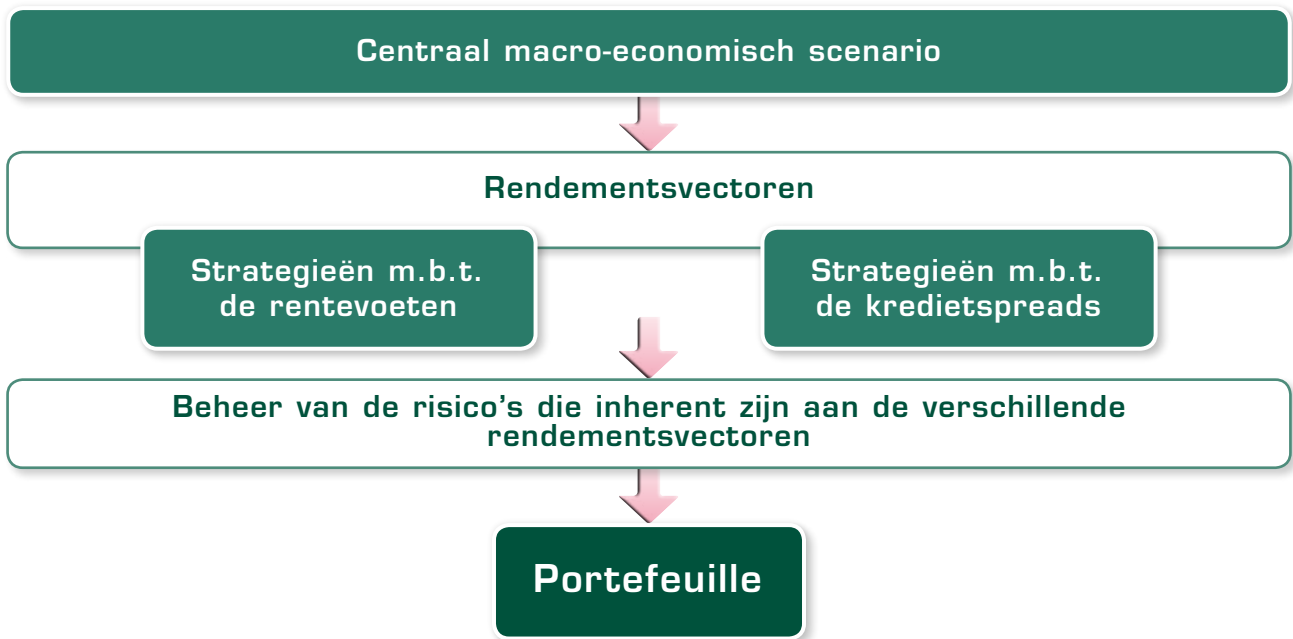 Centraal macro-economisch scenario
Rendementsvectoren
Strategieën m.b.t.
de rentevoeten
Strategieën m.b.t.
de kredietspreads
Beheer van de risico's die inherent zijn aan de verschillende
rendementsvectoren
Portefeuille